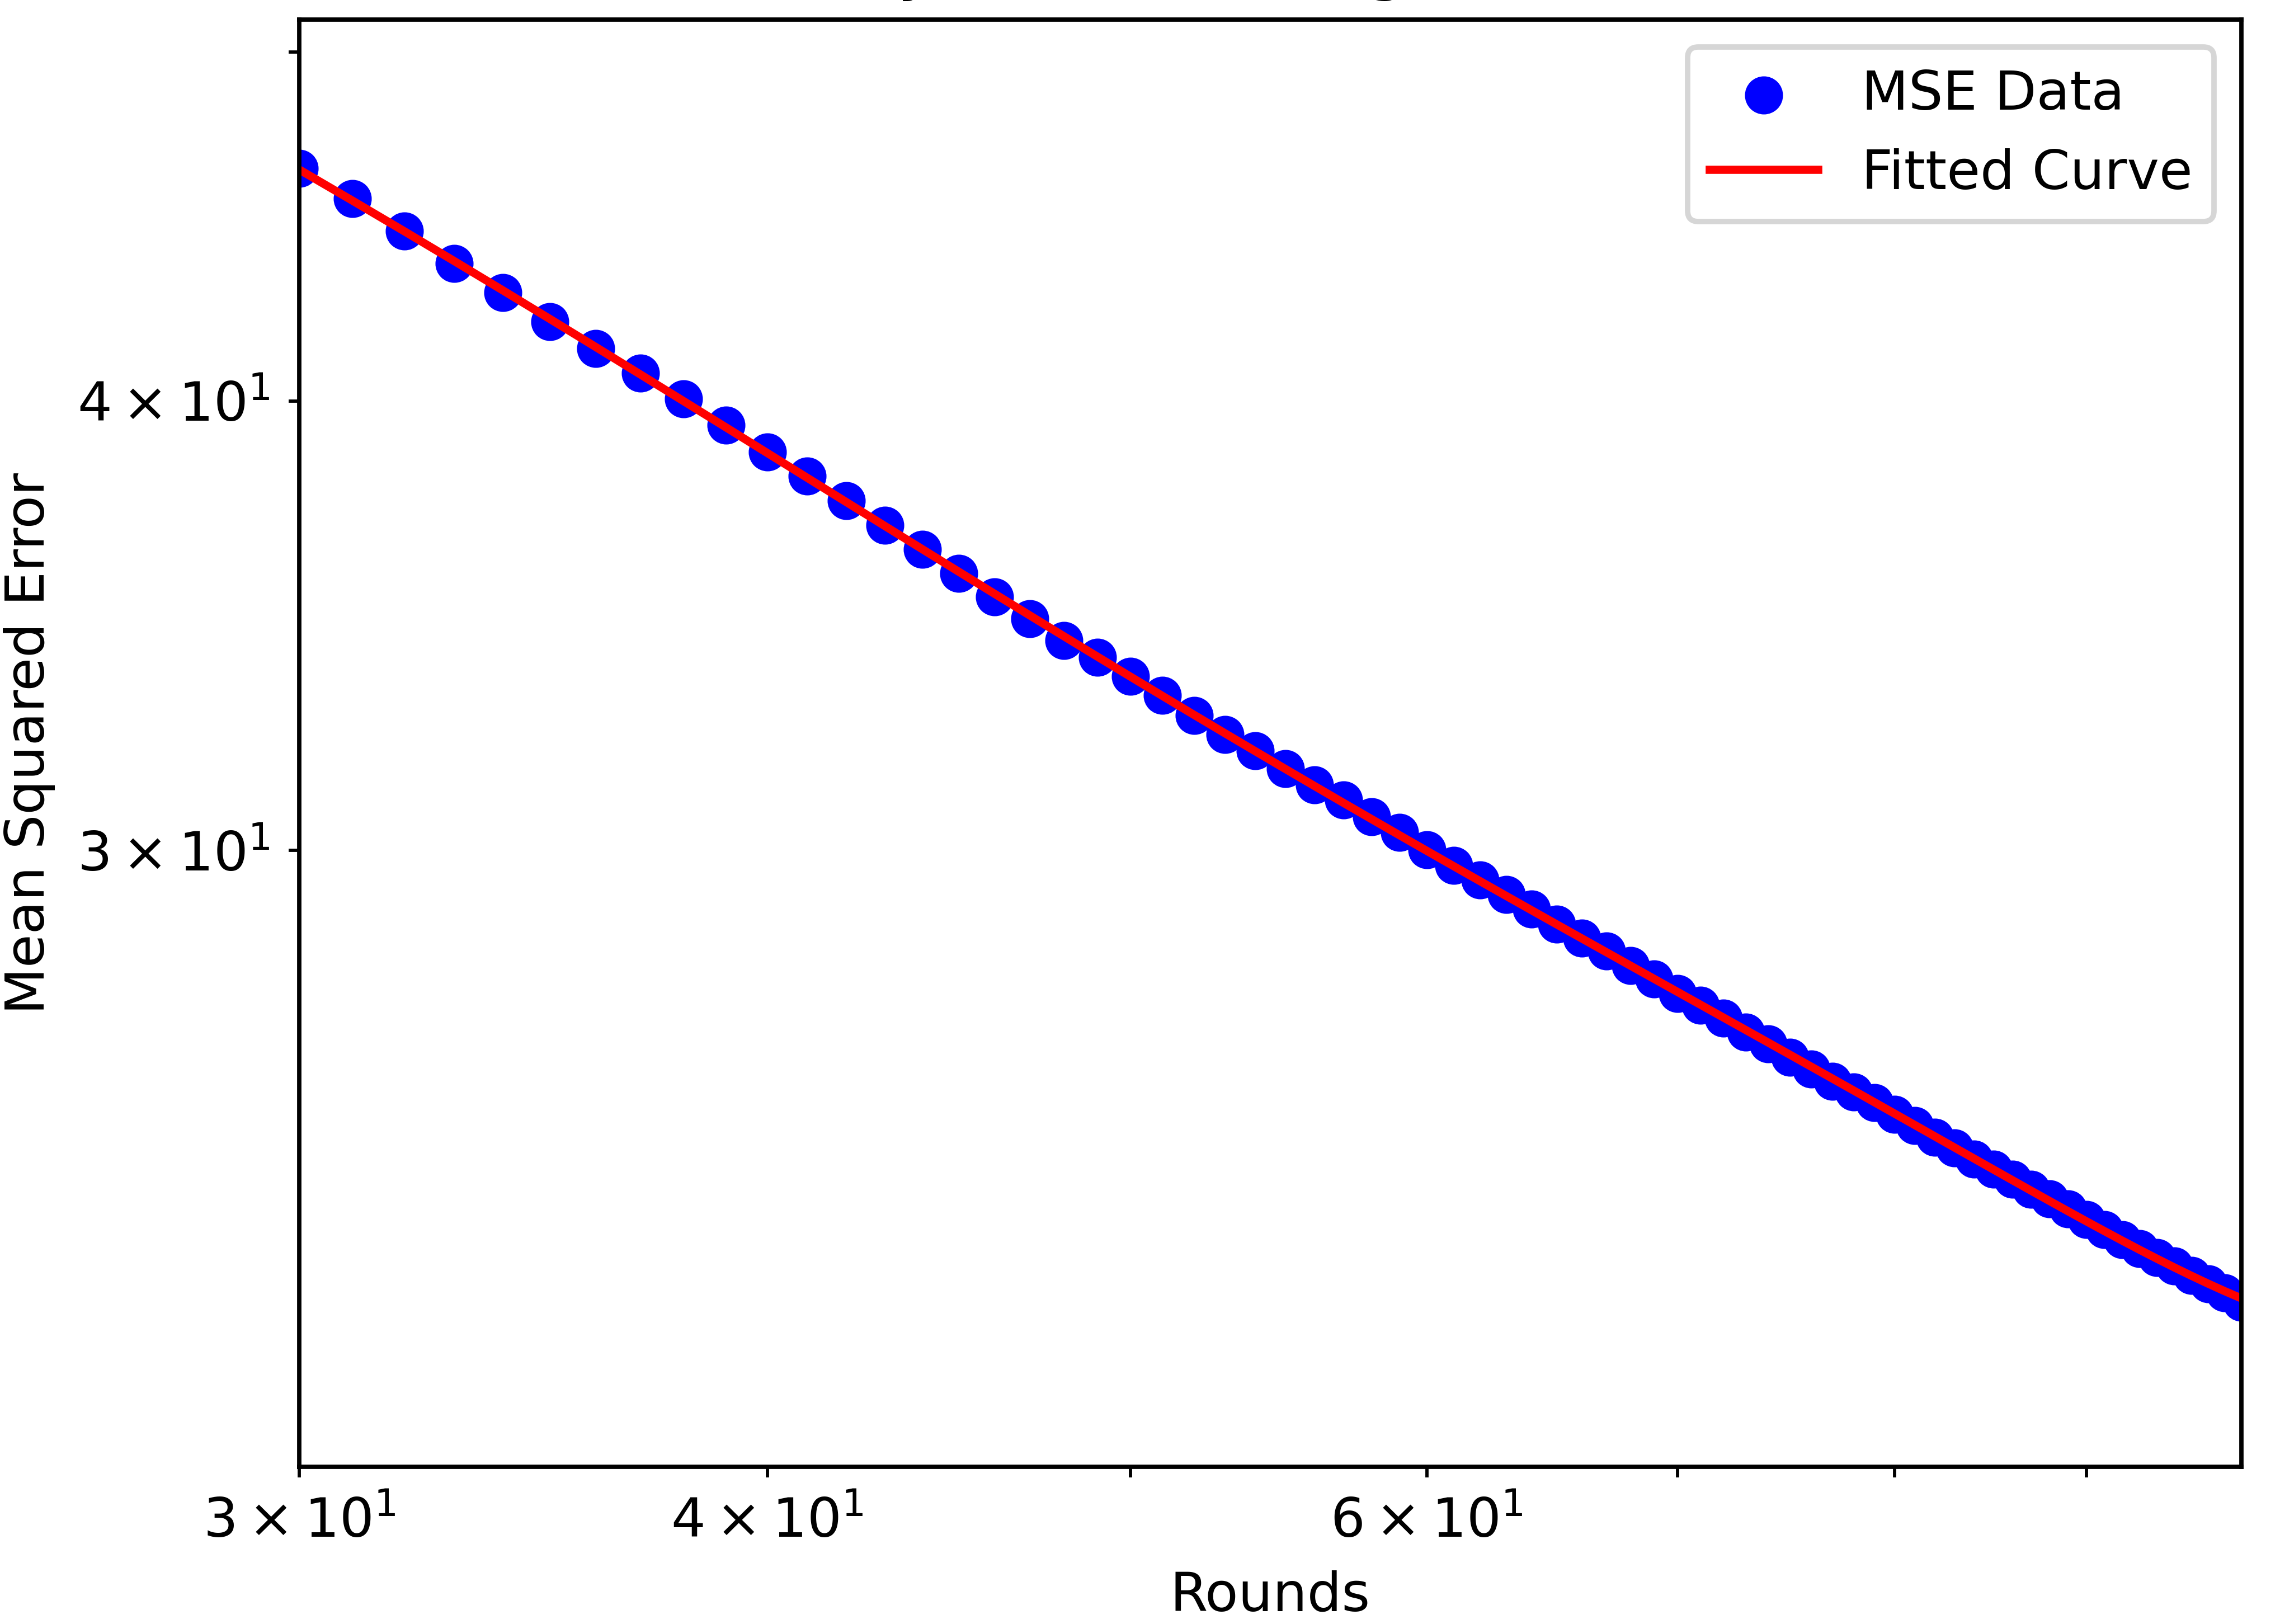 MSE Data
Fitted Curve
4 × 10¹
3 × 10¹
Mean Squared Error
3 × 10¹
4 × 10¹
6 × 10¹
Rounds